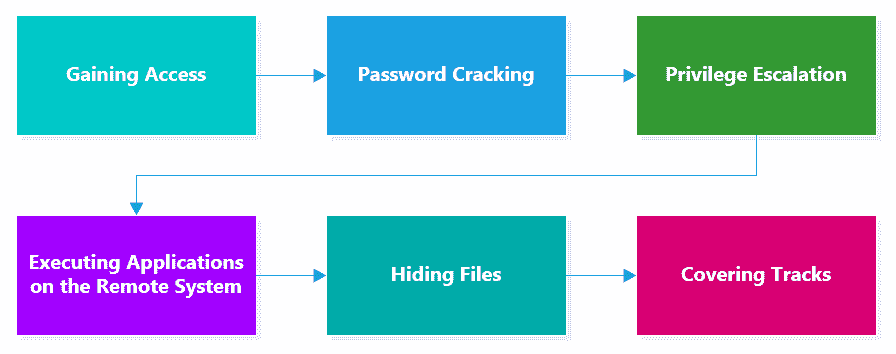 Gaining Access
Password Cracking
Privilege Escalation
Executing Applications
on the Remote System
Hiding Files
Covering Tracks